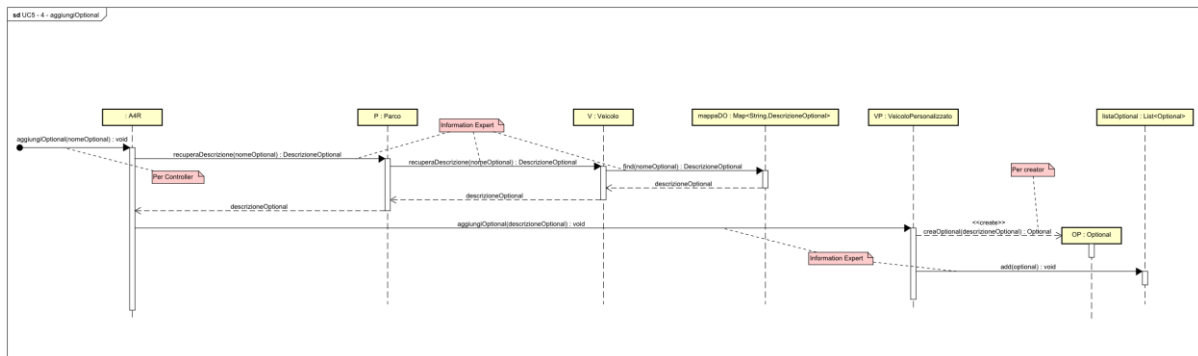 sd UC5 - 4 - aggiungiOptional
: A4R
P : Parco
V : Veicolo
mappaDO : Map<String,DescrizioneOptional>
VP : VeicoloPersonalizzato
listaOptional : List<Optional>
Information Expert
aggiungiOptional(nomeOptional) : void
recuperaDescrizione(nomeOptional) : DescrizioneOptional
recuperaDescrizione(nomeOptional) : DescrizioneOptional
find(nomeOptional) : DescrizioneOptional
Per Controller
Per creator
descrizioneOptional
descrizioneOptional
descrizioneOptional
aggiungiOptional(descrizioneOptional) : void
<<create>>
creaOptional(descrizioneOptional) : Optional
OP : Optional
Information Expert
add(optional) : void